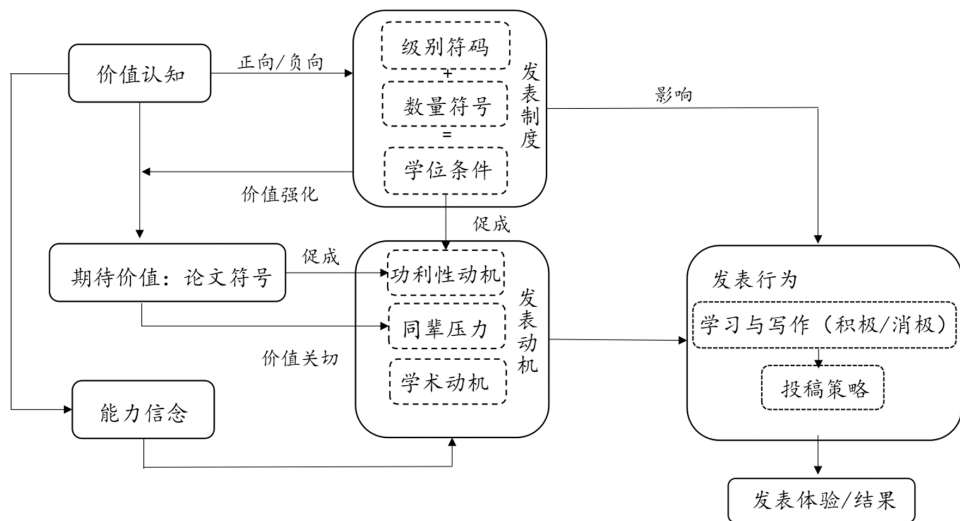 级别符码
+
数量符号
=
学位条件
发表制度
价值认知
正向/负向
影响
价值强化
促成
期待价值：论文符号
促成
功利性动机
同辈压力
学术动机
发表动机
价值关切
能力信念
发表行为
学习与写作（积极/消极）
投稿策略
发表体验/结果